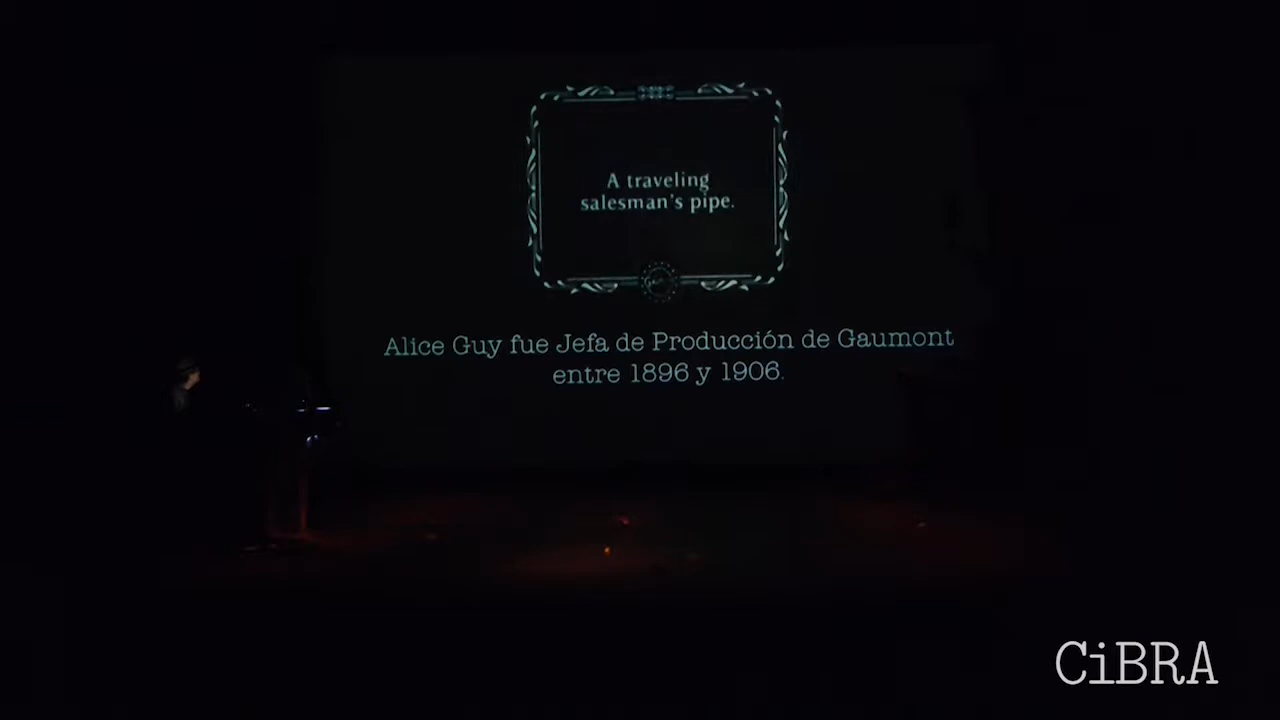 A traveling
salesman's pipe.
Alice Guy fue Jefa de Producción de Gaumont
entre 1896 y 1906.
CiBRA